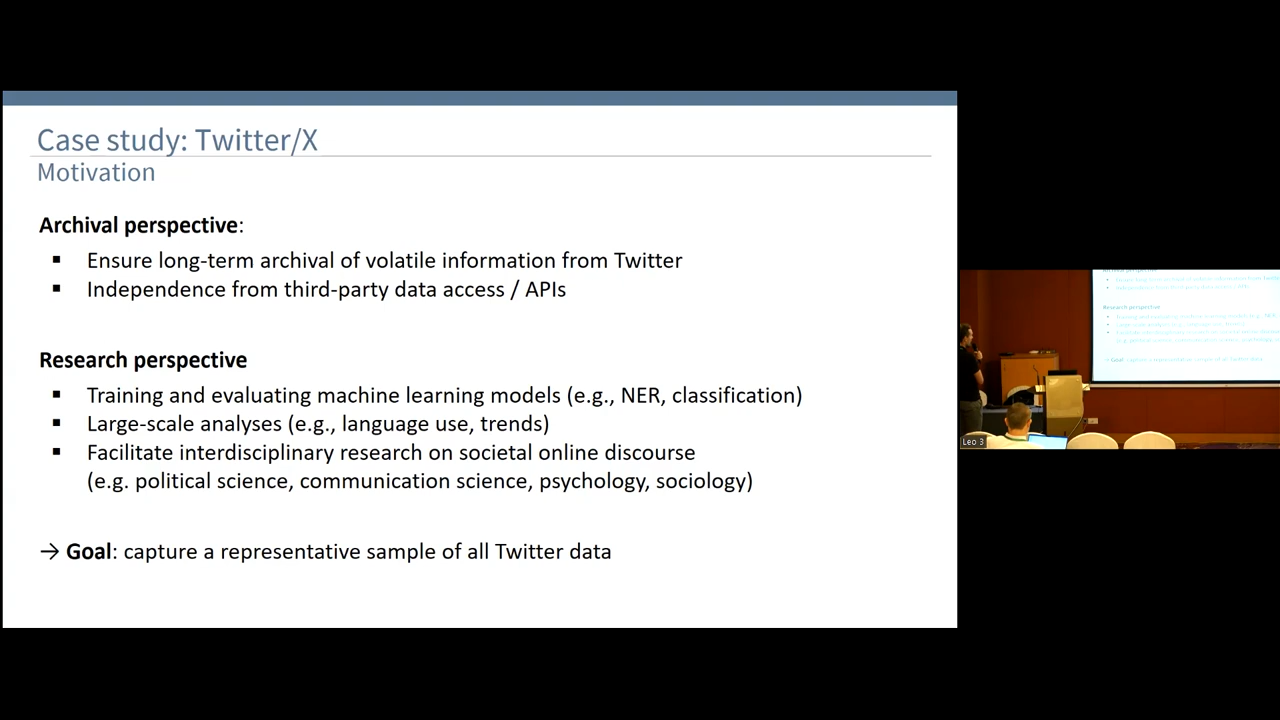 Case study: Twitter/X
Motivation
Archival perspective:
▪ Ensure long-term archival of volatile information from Twitter
▪ Independence from third-party data access / APIs
Research perspective
▪ Training and evaluating machine learning models (e.g., NER, classification)
▪ Large-scale analyses (e.g., language use, trends)
▪ Facilitate interdisciplinary research on societal online discourse
(e.g. political science, communication science, psychology, sociology)
→ Goal: capture a representative sample of all Twitter data
Leo 3